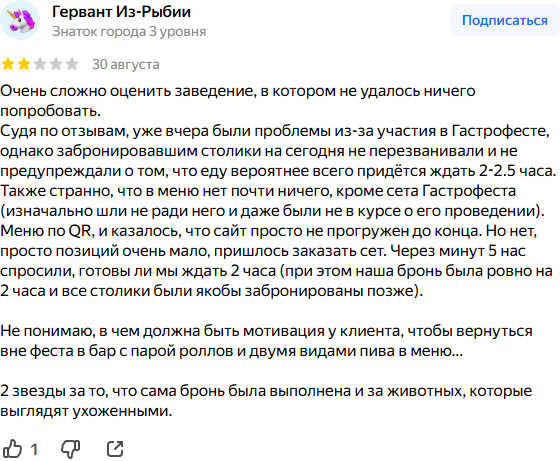 Гервант Из-Рыбии
Знаток города 3 уровня
Подписаться
30 августа
Очень сложно оценить заведение, в котором не удалось ничего
попробовать.
Судя по отзывам, уже вчера были проблемы из-за участия в Гастрофесте,
однако забронировавшим столики на сегодня не перезванивали и не
предупреждали о том, что еду вероятнее всего придётся ждать 2-2.5 часа.
Также странно, что в меню нет почти ничего, кроме сета Гастрофеста
(изначально шли не ради него и даже были не в курсе о его проведении).
Меню по QR, и казалось, что сайт просто не прогружен до конца. Но нет,
просто позиций очень мало, пришлось заказать сет. Через минут 5 нас
спросили, готовы ли мы ждать 2 часа (при этом наша бронь была ровно на
2 часа и все столики были якобы забронированы позже).
Не понимаю, в чем должна быть мотивация у клиента, чтобы вернуться
вне феста в бар с парой роллов и двумя видами пива в меню...
2 звезды за то, что сама бронь была выполнена и за животных, которые
выглядят ухоженными.
1